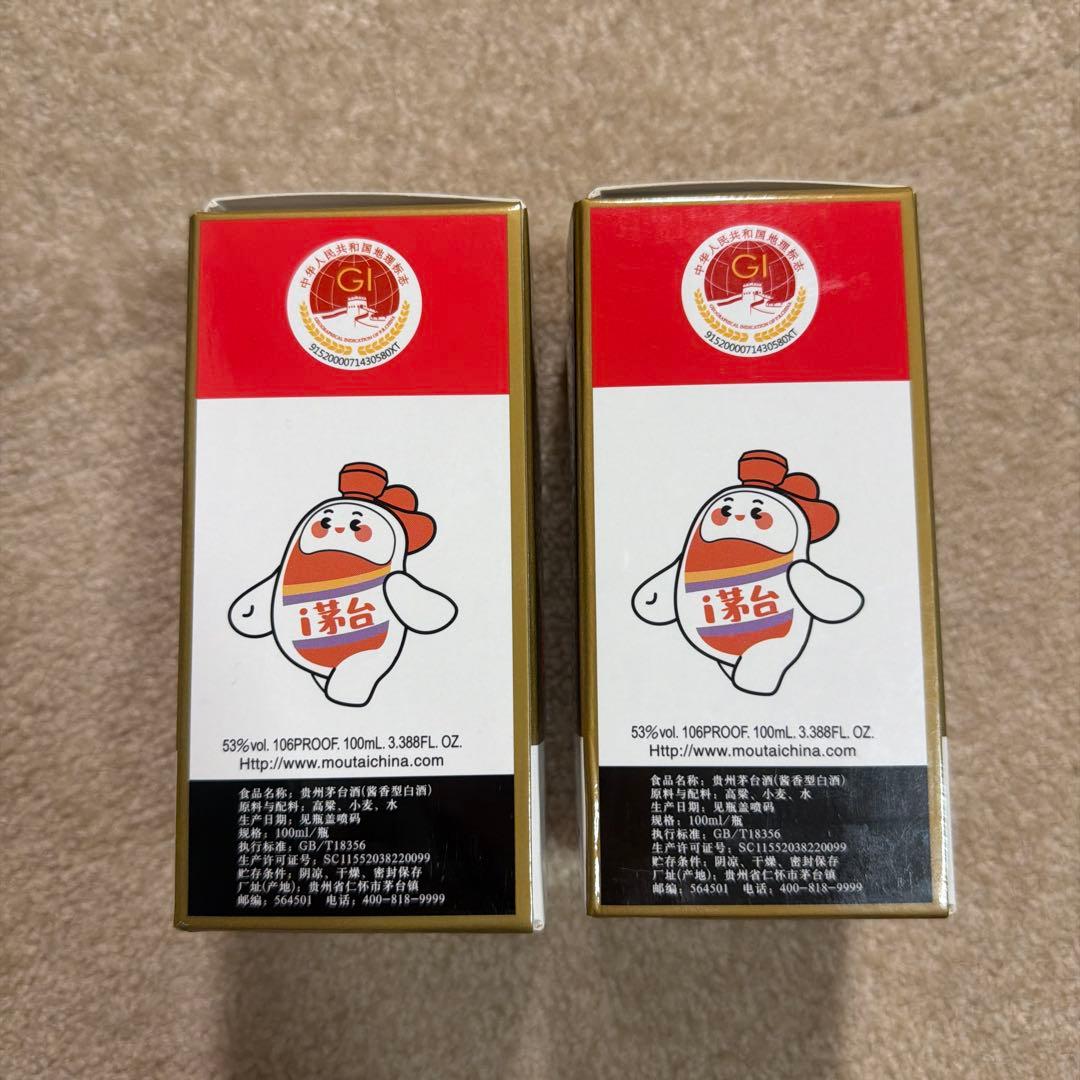 中华人民共和国地理标志
GI
GEOGRAPHICAL INDICATION OF P.R.CHINA
9152000071430580XT
i茅台
53%vol. 106PROOF. 100mL. 3.388FL. OZ.
Http://www.moutaichina.com
食品名称：贵州茅台酒(酱香型白酒)
原料与配料：高粱、小麦、水
生产日期：见瓶盖喷码
规格：100ml/瓶
执行标准：GB/T18356
生产许可证号：SC11552038220099
贮存条件：阴凉、干燥、密封保存
厂址(产地)：贵州省仁怀市茅台镇
邮编：564501 电话：400-818-9999
中华人民共和国地理标志
GI
GEOGRAPHICAL INDICATION OF P.R.CHINA
9152000071430580XT
i茅台
53%vol. 106PROOF. 100mL. 3.388FL. OZ.
Http://www.moutaichina.com
食品名称：贵州茅台酒(酱香型白酒)
原料与配料：高粱、小麦、水
生产日期：见瓶盖喷码
规格：100ml/瓶
执行标准：GB/T18356
生产许可证号：SC11552038220099
贮存条件：阴凉、干燥、密封保存
厂址(产地)：贵州省仁怀市茅台镇
邮编：564501 电话：400-818-9999